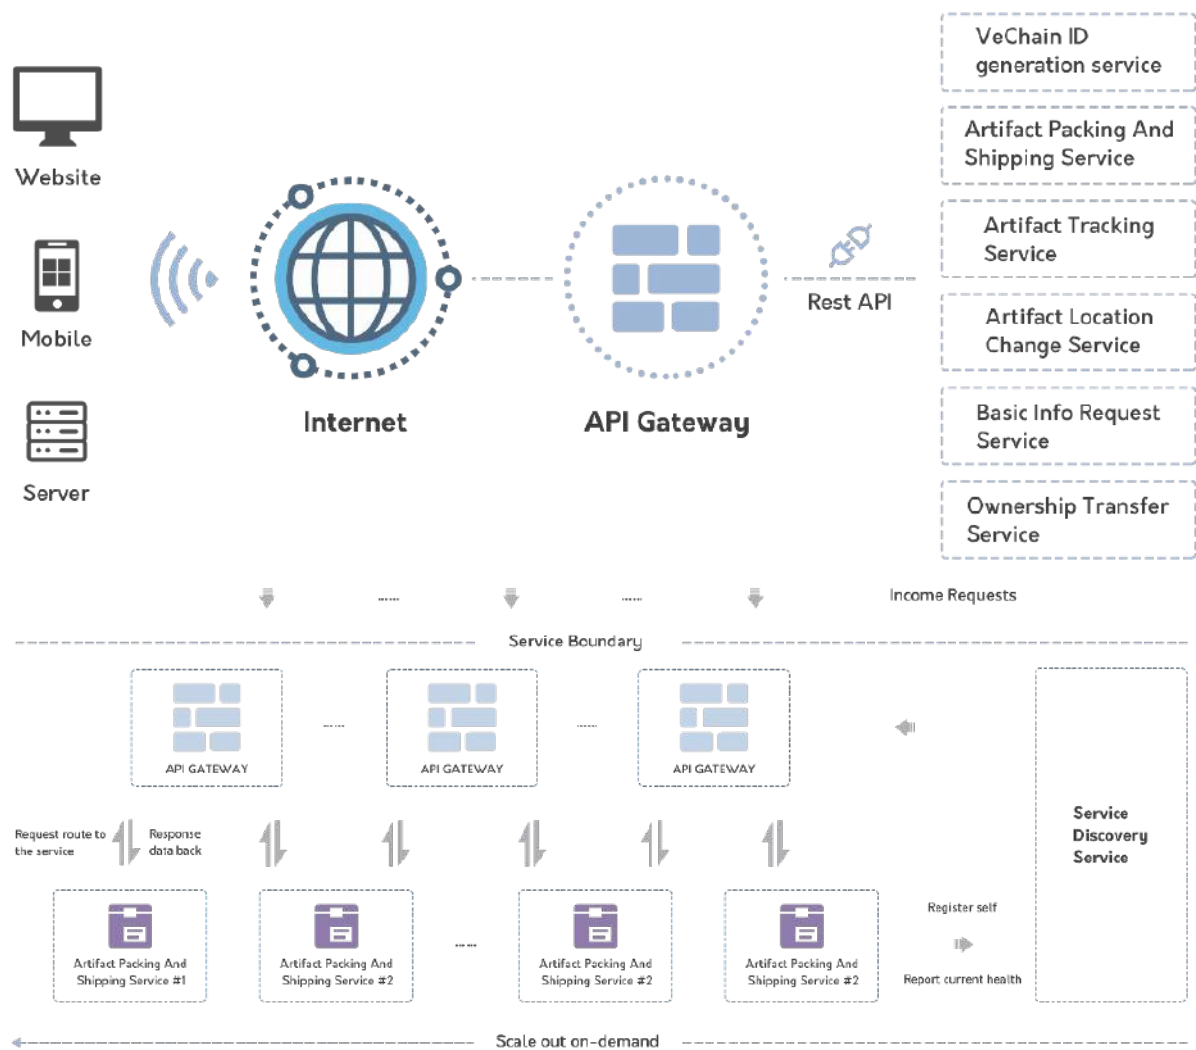 VeChain ID
generation service
Artifact Packing And
Shipping Service
Artifact Tracking
Service
Artifact Location
Change Service
Basic Info Request
Service
Ownership Transfer
Service
Website
Mobile
Server
Internet
API Gateway
Rest API
Income Requests
Service Boundary
API GATEWAY
API GATEWAY
API GATEWAY
Request route to
the service
Response
data back
Service
Discovery
Service
Artifact Packing And
Shipping Service #1
Artifact Packing And
Shipping Service #2
Artifact Packing And
Shipping Service #2
Artifact Packing And
Shipping Service #2
Register self
Report current health
Scale out on-demand